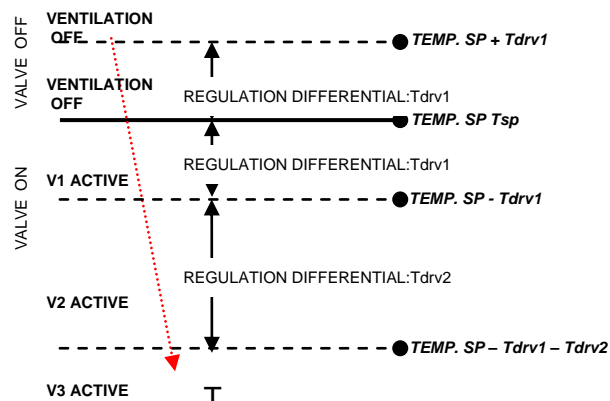 VENTILATION
OFF
TEMP. SP + Tdrv1
VALVE OFF
VENTILATION
OFF
REGULATION DIFFERENTIAL:Tdrv1
TEMP. SP Tsp
REGULATION DIFFERENTIAL:Tdrv1
V1 ACTIVE
VALVE ON
TEMP. SP - Tdrv1
REGULATION DIFFERENTIAL:Tdrv2
V2 ACTIVE
TEMP. SP – Tdrv1 – Tdrv2
V3 ACTIVE